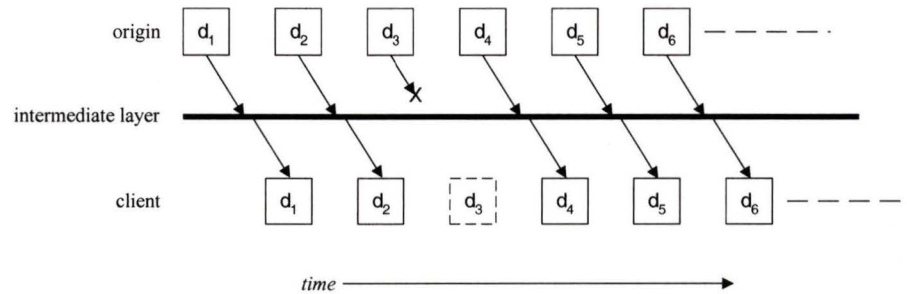 origin d₁ d₂ d₃ d₄ d₅ d₆
X
intermediate layer
client d₁ d₂ d₃ d₄ d₅ d₆
time